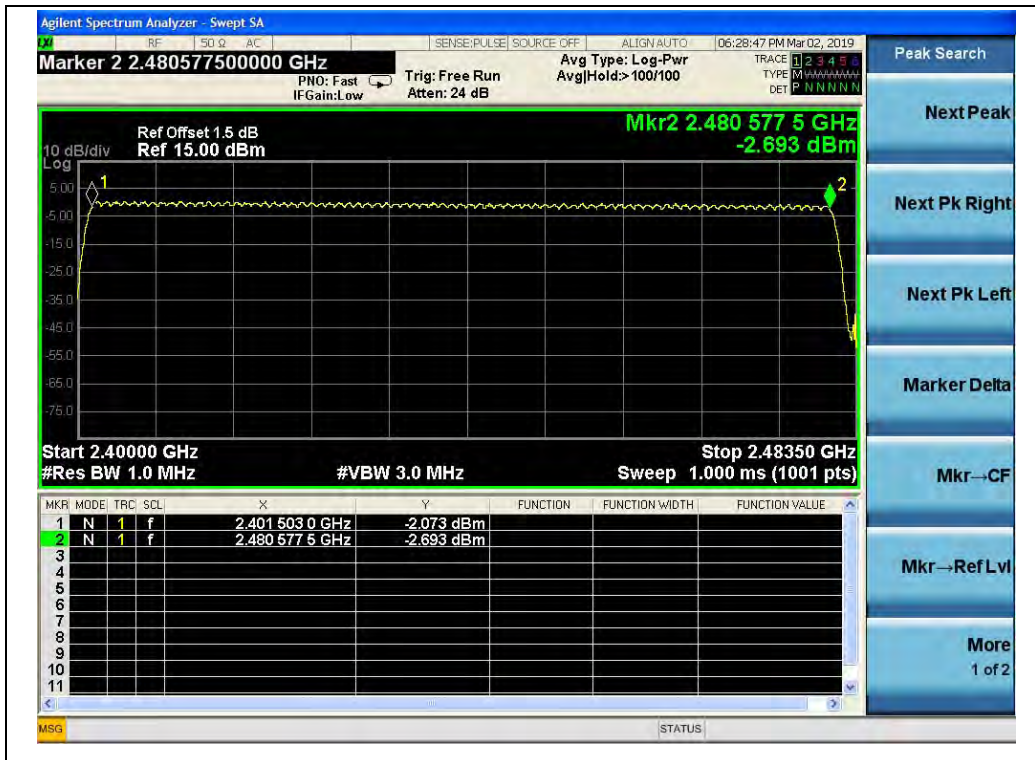 Agilent Spectrum Analyzer - Swept SA
LXI RF 50 Ω AC SENSE:PULSE SOURCE OFF ALIGN AUTO 06:28:47 PM Mar 02, 2019
Marker 2 2.480577500000 GHz
PNO: Fast
IFGain:Low
Trig: Free Run
Atten: 24 dB
Avg Type: Log-Pwr
Avg|Hold:>100/100
TRACE 1 2 3 4 5 6
TYPE M
DET P N N N N N
Peak Search
Mkr2 2.480 577 5 GHz
-2.693 dBm
Ref Offset 1.5 dB
10 dB/div Ref 15.00 dBm
Log
5.00
-5.00
-15.0
-25.0
-35.0
-45.0
-55.0
-65.0
-75.0
1
2
Start 2.40000 GHz Stop 2.48350 GHz
#Res BW 1.0 MHz #VBW 3.0 MHz Sweep 1.000 ms (1001 pts)
MKR MODE TRC SCL X Y FUNCTION FUNCTION WIDTH FUNCTION VALUE
1 N 1 f 2.401 503 0 GHz -2.073 dBm
2 N 1 f 2.480 577 5 GHz -2.693 dBm
3
4
5
6
7
8
9
10
11
MSG STATUS
Next Peak
Next Pk Right
Next Pk Left
Marker Delta
Mkr→CF
Mkr→Ref Lvl
More
1 of 2